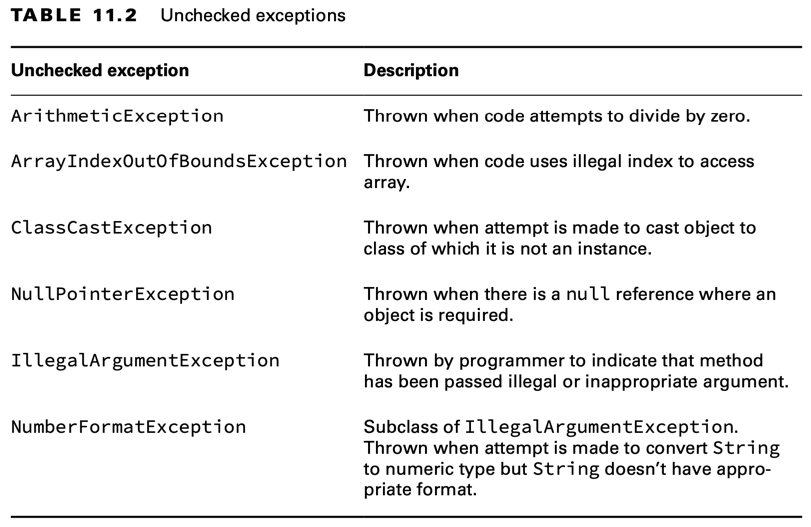 TABLE 11.2 Unchecked exceptions
Unchecked exception Description
ArithmeticException Thrown when code attempts to divide by zero.
ArrayIndexOutOfBoundsException Thrown when code uses illegal index to access
array.
ClassCastException Thrown when attempt is made to cast object to
class of which it is not an instance.
NullPointerException Thrown when there is a null reference where an
object is required.
IllegalArgumentException Thrown by programmer to indicate that method
has been passed illegal or inappropriate argument.
NumberFormatException Subclass of IllegalArgumentException.
Thrown when attempt is made to convert String
to numeric type but String doesn't have appro-
priate format.